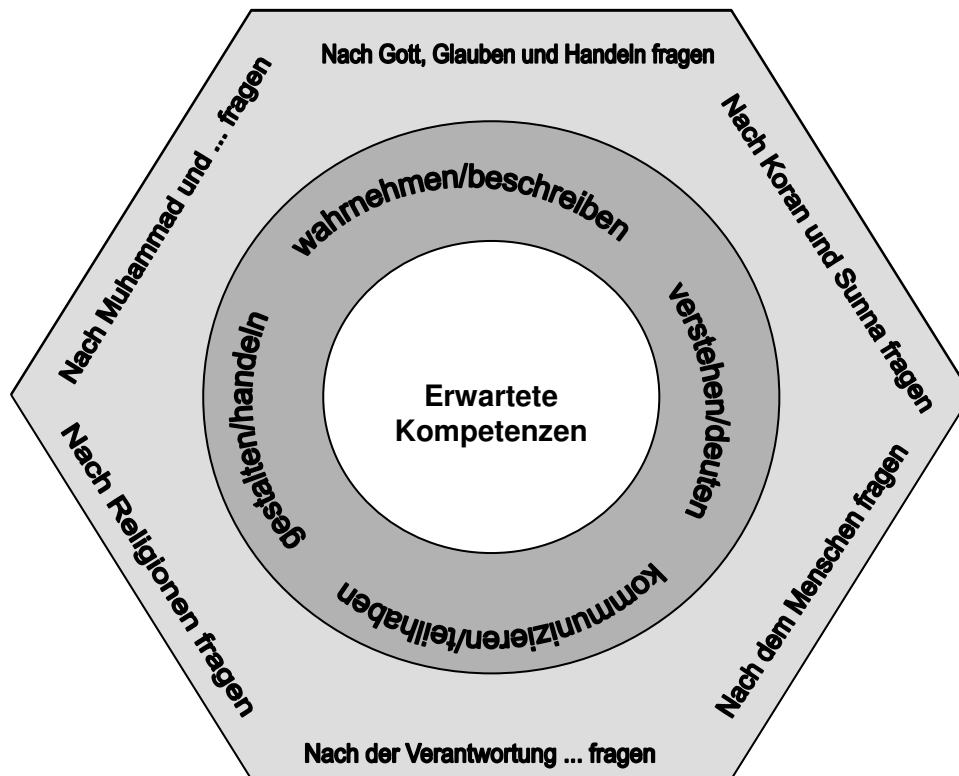 Nach Gott, Glauben und Handeln fragen
Nach Koran und Sunna fragen
Nach dem Menschen fragen
Nach der Verantwortung ... fragen
Nach Religionen fragen
Nach Muhammad und ... fragen
wahrnehmen/beschreiben
verstehen/deuten
kommunizieren/teilhaben
gestalten/handeln
Erwartete
Kompetenzen